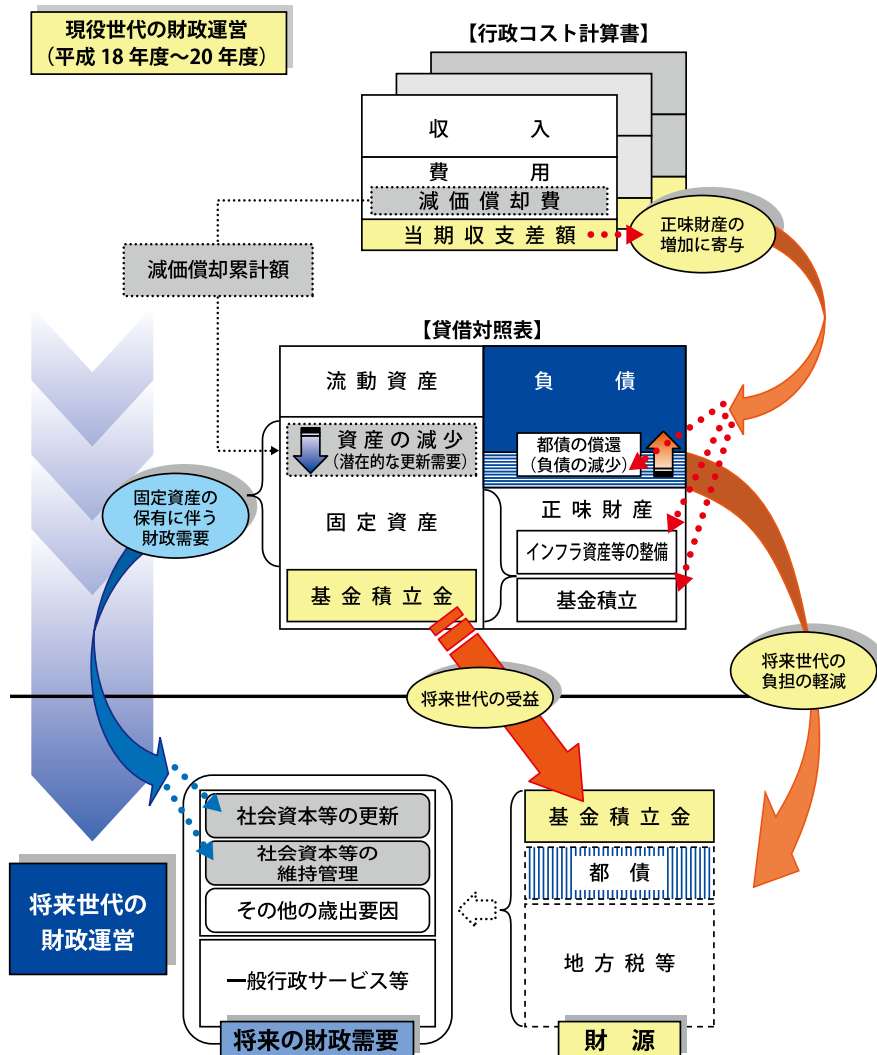 現役世代の財政運営
(平成 18 年度〜20 年度)
【行政コスト計算書】
収 入
費 用
減価償却費
当期収支差額
正味財産の
増加に寄与
減価償却累計額
【貸借対照表】
流動資産
負 債
資産の減少
(潜在的な更新需要)
都債の償還
(負債の減少)
固定資産の
保有に伴う
財政需要
固定資産
正味財産
インフラ資産等の整備
基金積立金
基金積立
将来世代の受益
将来世代の
負担の軽減
社会資本等の更新
社会資本等の
維持管理
その他の歳出要因
一般行政サービス等
将来の財政需要
基金積立金
都 債
地方税等
財 源
将来世代の
財政運営